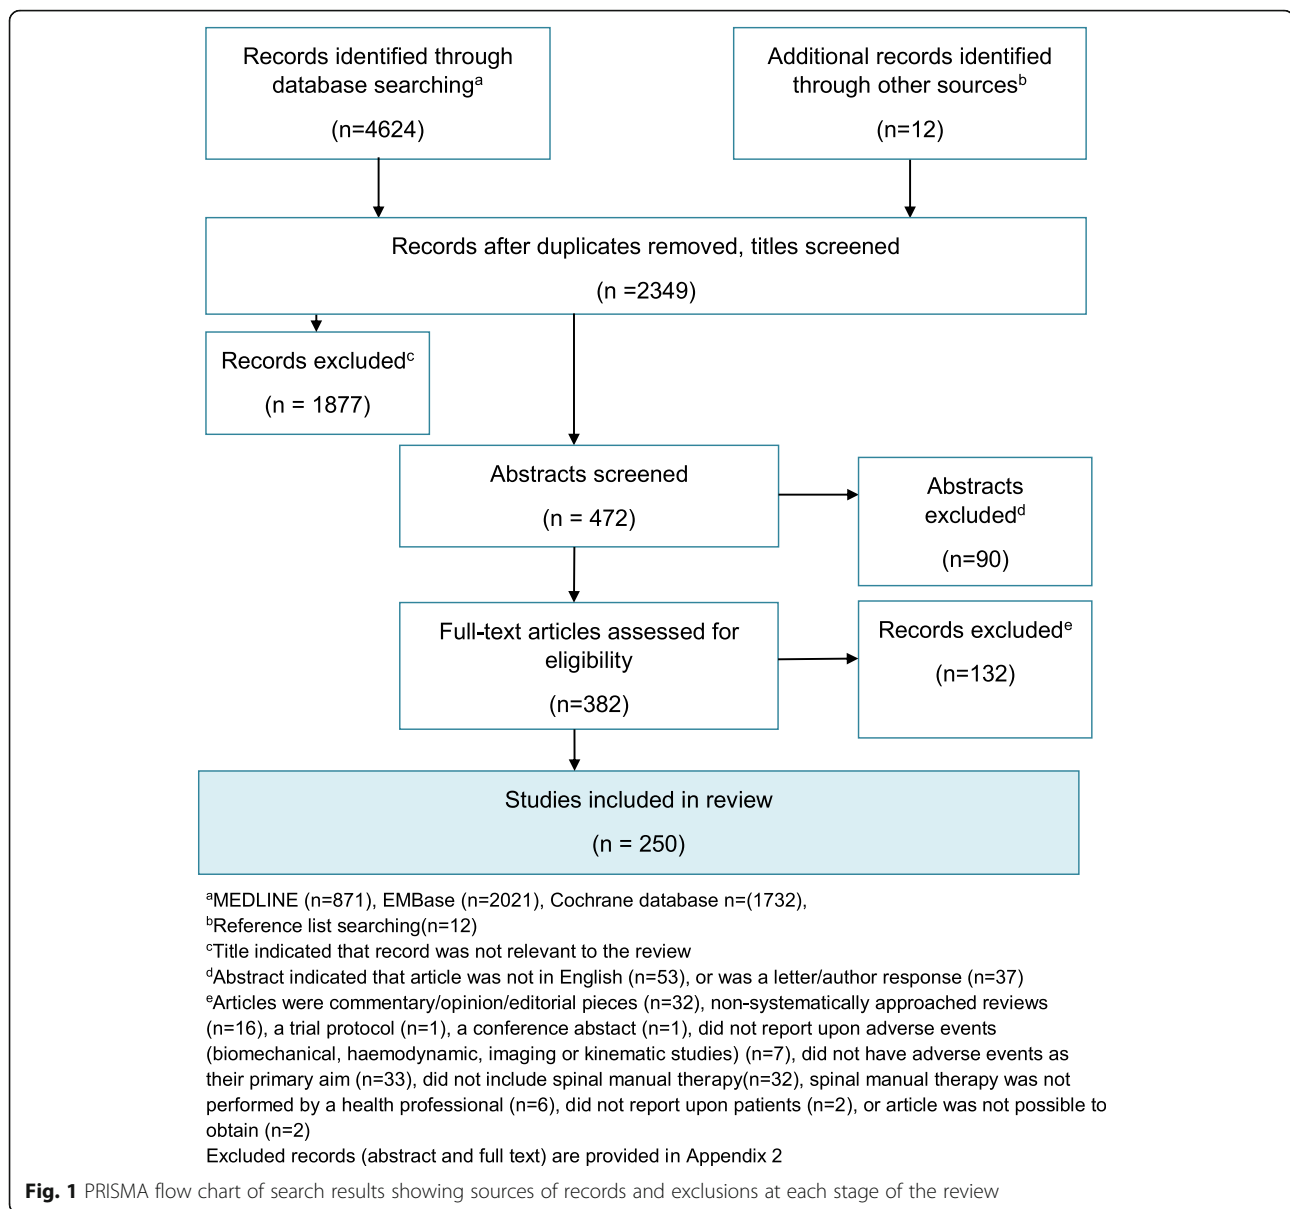 Records identified through
database searchingᵃ
(n=4624)
Additional records identified
through other sourcesᵇ
(n=12)
Records after duplicates removed, titles screened
(n =2349)
Records excludedᶜ
(n = 1877)
Abstracts screened
(n = 472)
Abstracts
excludedᵈ
(n=90)
Full-text articles assessed for
eligibility
(n=382)
Records excludedᵉ
(n=132)
Studies included in review
(n = 250)
ᵃMEDLINE (n=871), EMBase (n=2021), Cochrane database n=(1732),
ᵇReference list searching(n=12)
ᶜTitle indicated that record was not relevant to the review
ᵈAbstract indicated that article was not in English (n=53), or was a letter/author response (n=37)
ᵉArticles were commentary/opinion/editorial pieces (n=32), non-systematically approached reviews
(n=16), a trial protocol (n=1), a conference abstact (n=1), did not report upon adverse events
(biomechanical, haemodynamic, imaging or kinematic studies) (n=7), did not have adverse events as
their primary aim (n=33), did not include spinal manual therapy(n=32), spinal manual therapy was not
performed by a health professional (n=6), did not report upon patients (n=2), or article was not possible to
obtain (n=2)
Excluded records (abstract and full text) are provided in Appendix 2
Fig. 1 PRISMA flow chart of search results showing sources of records and exclusions at each stage of the review